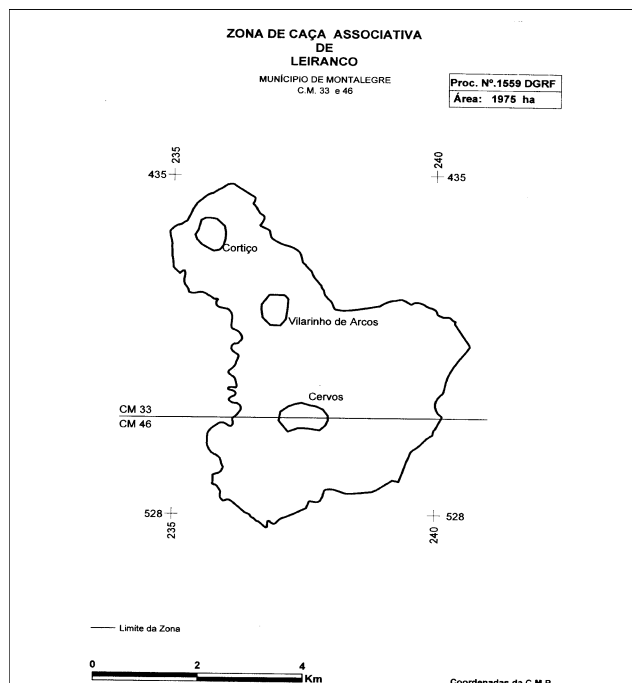 ZONA DE CAÇA ASSOCIATIVA
DE
LEIRANCO
MUNÍCIPIO DE MONTALEGRE
C.M. 33 e 46
Proc. Nº.1559 DGRF
Área: 1975 ha
235
240
435
435
Cortiço
Vilarinho de Arcos
Cervos
CM 33
CM 46
528
528
235
240
Limite da Zona
0 2 4
Km
Coordenadas da C.M.P.